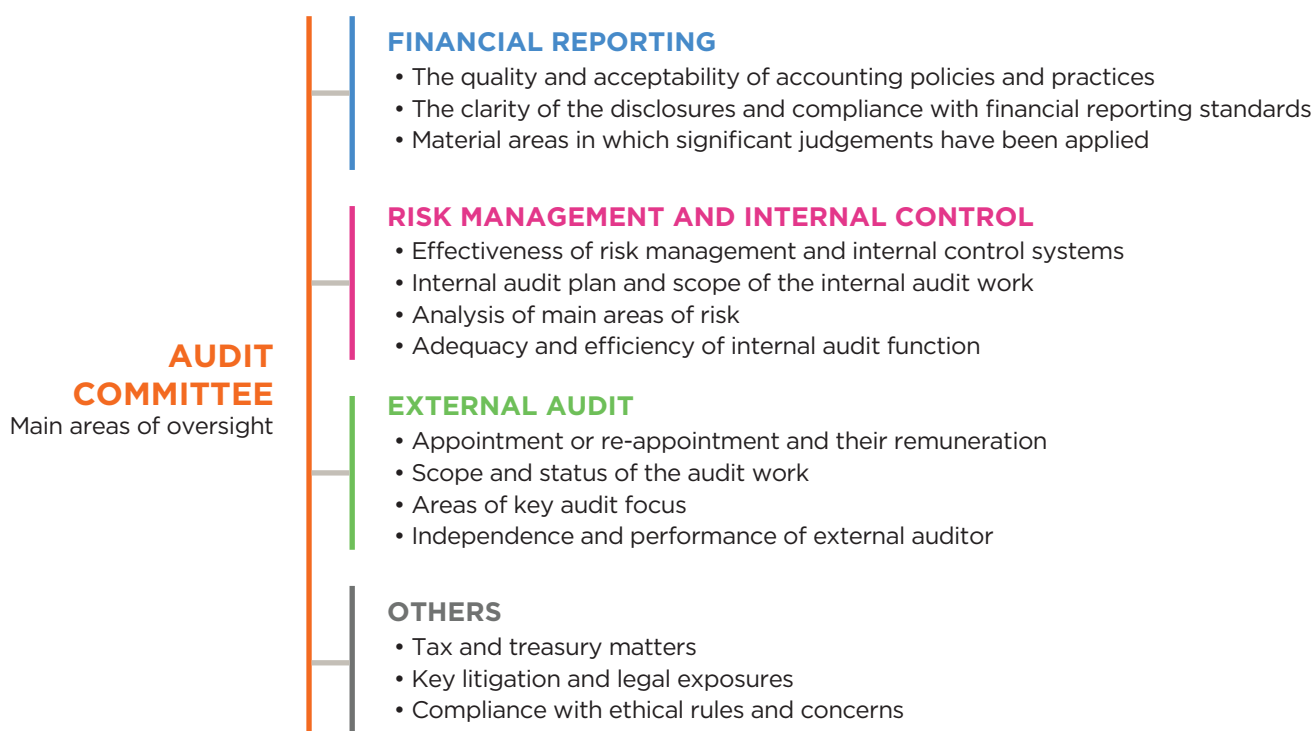 AUDIT
COMMITTEE
Main areas of oversight
FINANCIAL REPORTING
• The quality and acceptability of accounting policies and practices
• The clarity of the disclosures and compliance with financial reporting standards
• Material areas in which significant judgements have been applied
RISK MANAGEMENT AND INTERNAL CONTROL
• Effectiveness of risk management and internal control systems
• Internal audit plan and scope of the internal audit work
• Analysis of main areas of risk
• Adequacy and efficiency of internal audit function
EXTERNAL AUDIT
• Appointment or re-appointment and their remuneration
• Scope and status of the audit work
• Areas of key audit focus
• Independence and performance of external auditor
OTHERS
• Tax and treasury matters
• Key litigation and legal exposures
• Compliance with ethical rules and concerns